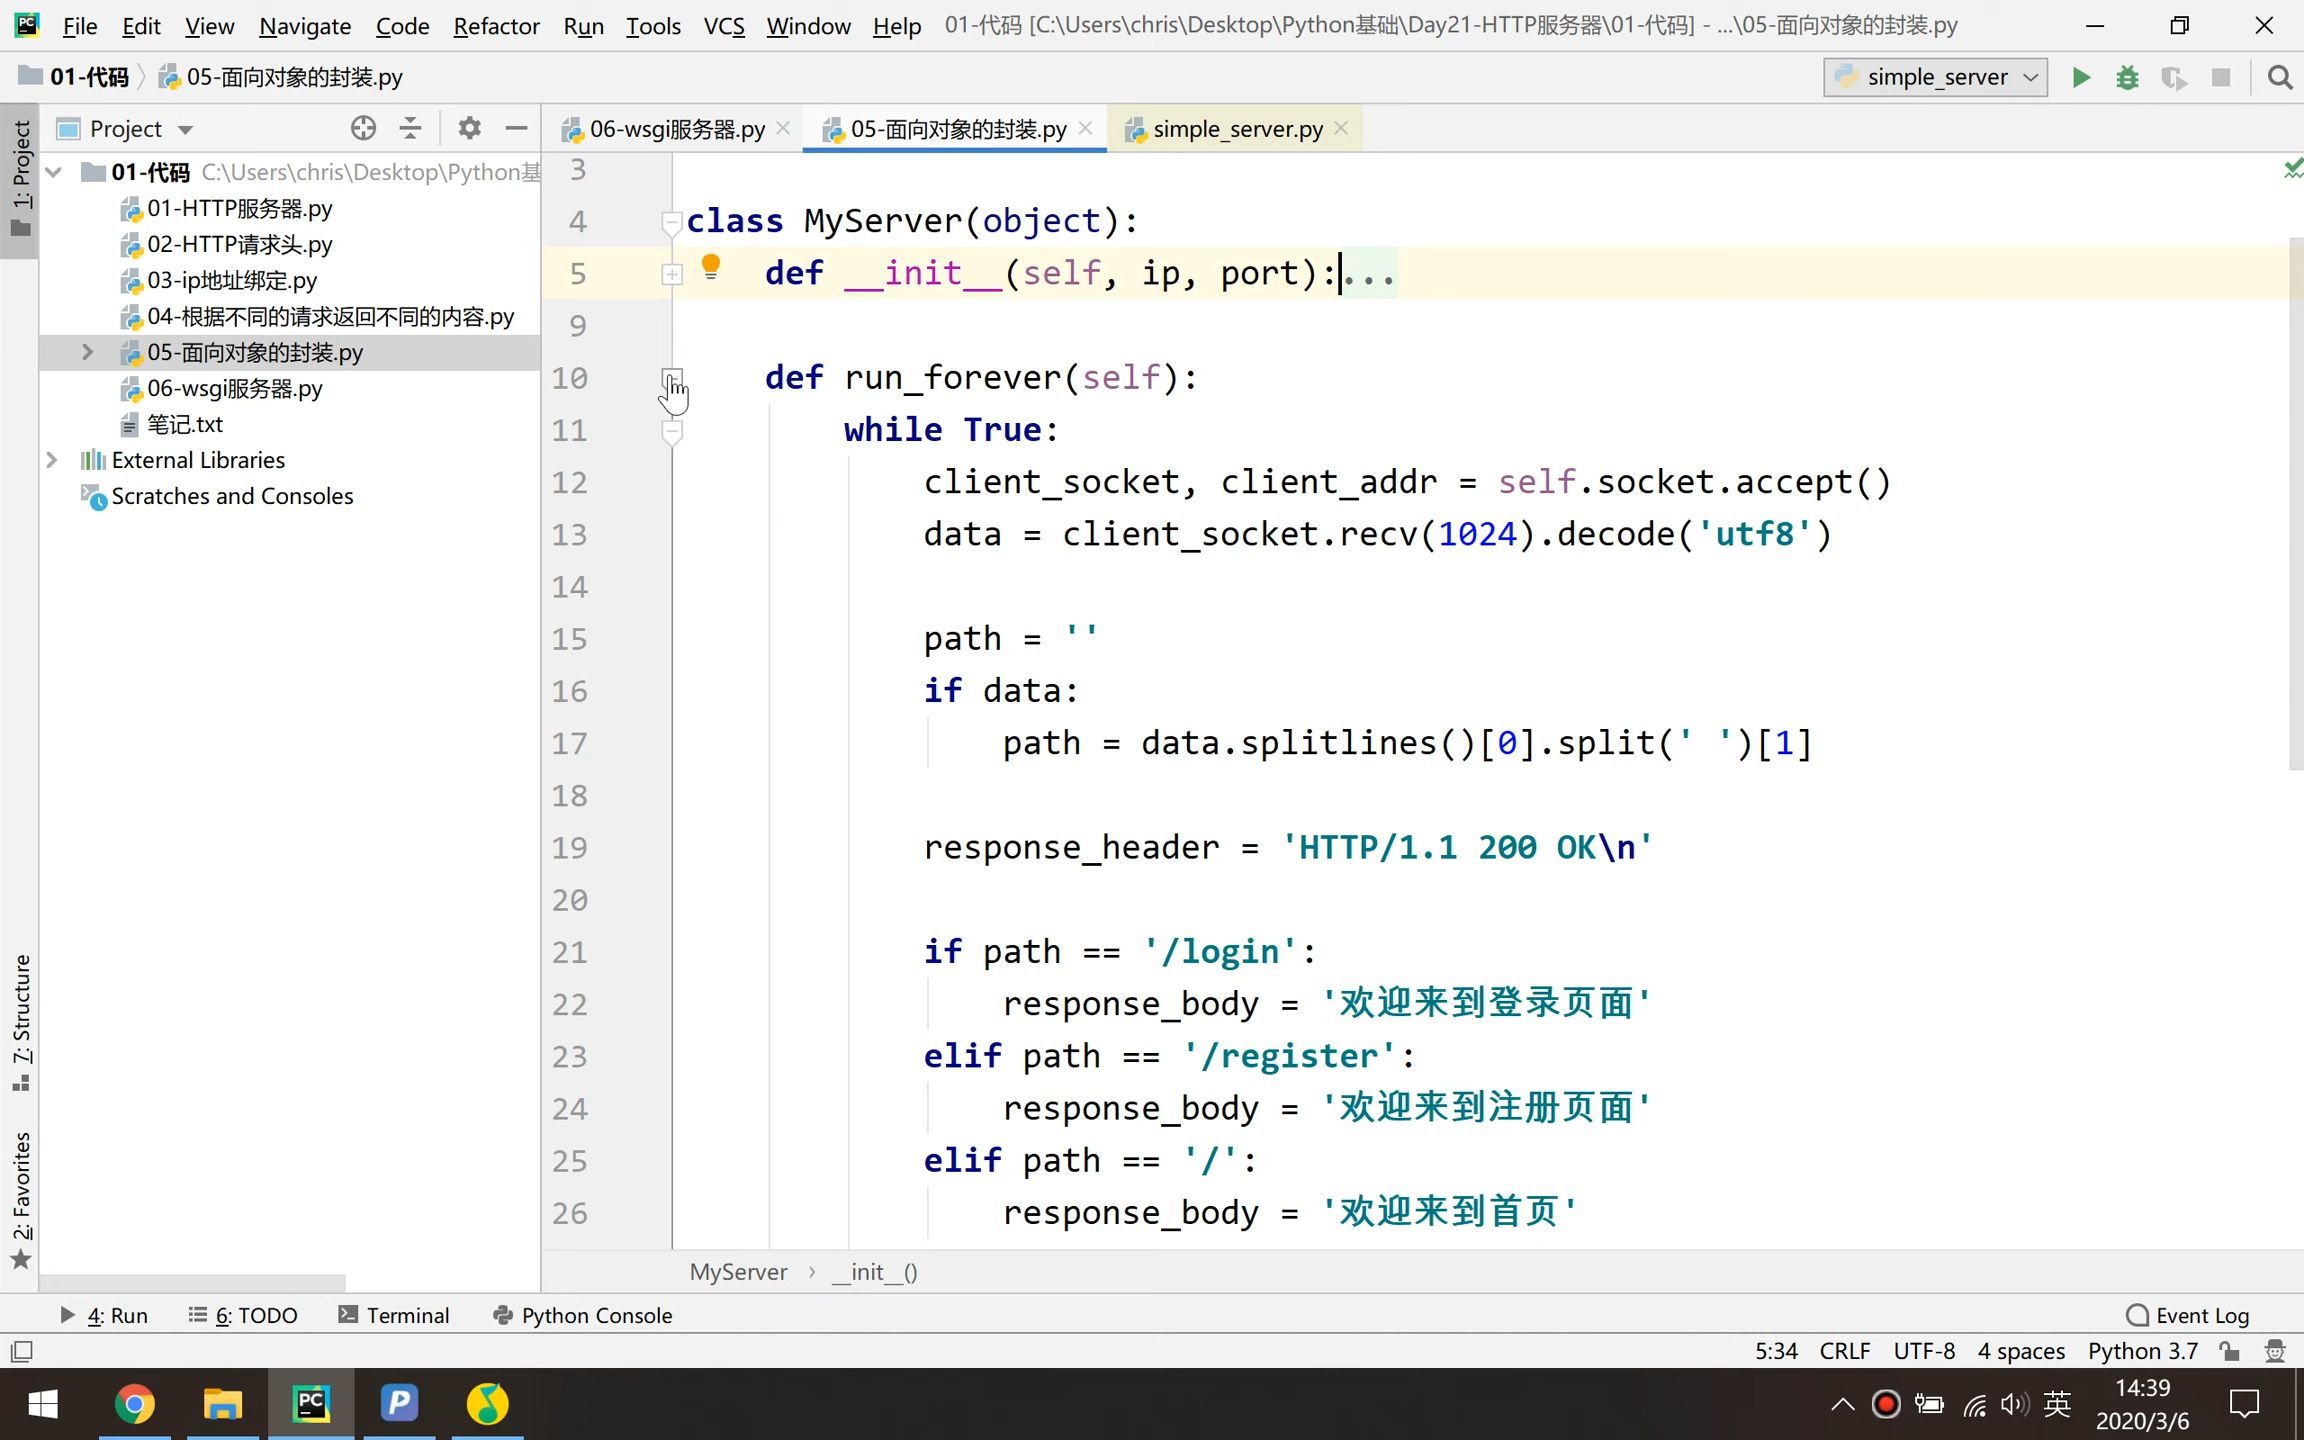 File Edit View Navigate Code Refactor Run Tools VCS Window Help 01-代码 [C:\Users\chris\Desktop\Python基础\Day21-HTTP服务器\01-代码] - ...\05-面向对象的封装.py
01-代码 05-面向对象的封装.py simple_server
1: Project
Project
06-wsgi服务器.py 05-面向对象的封装.py simple_server.py
01-代码 C:\Users\chris\Desktop\Python基
01-HTTP服务器.py
02-HTTP请求头.py
03-ip地址绑定.py
04-根据不同的请求返回不同的内容.py
05-面向对象的封装.py
06-wsgi服务器.py
笔记.txt
External Libraries
Scratches and Consoles
7: Structure
2: Favorites
3
4 class MyServer(object):
5 def __init__(self, ip, port):...
9
10 def run_forever(self):
11 while True:
12 client_socket, client_addr = self.socket.accept()
13 data = client_socket.recv(1024).decode('utf8')
14
15 path = ''
16 if data:
17 path = data.splitlines()[0].split(' ')[1]
18
19 response_header = 'HTTP/1.1 200 OK\n'
20
21 if path == '/login':
22 response_body = '欢迎来到登录页面'
23 elif path == '/register':
24 response_body = '欢迎来到注册页面'
25 elif path == '/':
26 response_body = '欢迎来到首页'
MyServer › __init__()
4: Run 6: TODO Terminal Python Console Event Log
5:34 CRLF UTF-8 4 spaces Python 3.7
英 14:39
2020/3/6